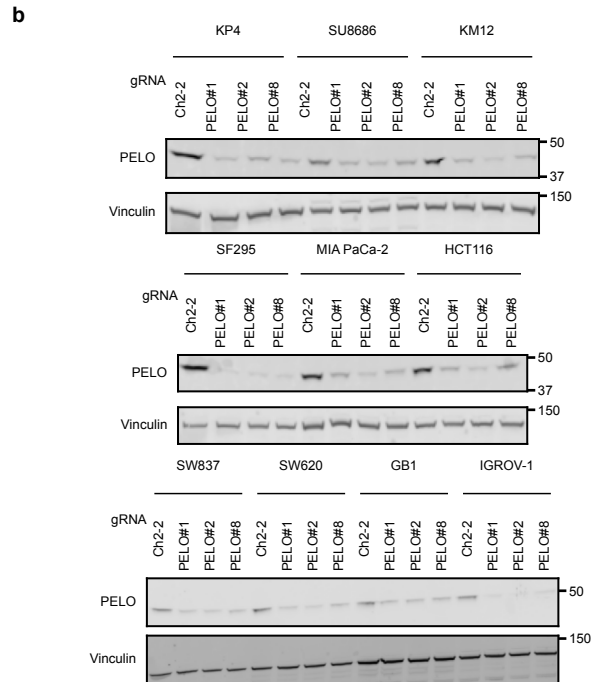 b
KP4 SU8686 KM12
gRNA Ch2-2 PELO#1 PELO#2 PELO#8 Ch2-2 PELO#1 PELO#2 PELO#8 Ch2-2 PELO#1 PELO#2 PELO#8
PELO 50
37
Vinculin 150
SF295 MIA PaCa-2 HCT116
gRNA Ch2-2 PELO#1 PELO#2 PELO#8 Ch2-2 PELO#1 PELO#2 PELO#8 Ch2-2 PELO#1 PELO#2 PELO#8
PELO 50
37
Vinculin 150
SW837 SW620 GB1 IGROV-1
gRNA Ch2-2 PELO#1 PELO#2 PELO#8 Ch2-2 PELO#1 PELO#2 PELO#8 Ch2-2 PELO#1 PELO#2 PELO#8 Ch2-2 PELO#1 PELO#2 PELO#8
PELO 50
Vinculin 150